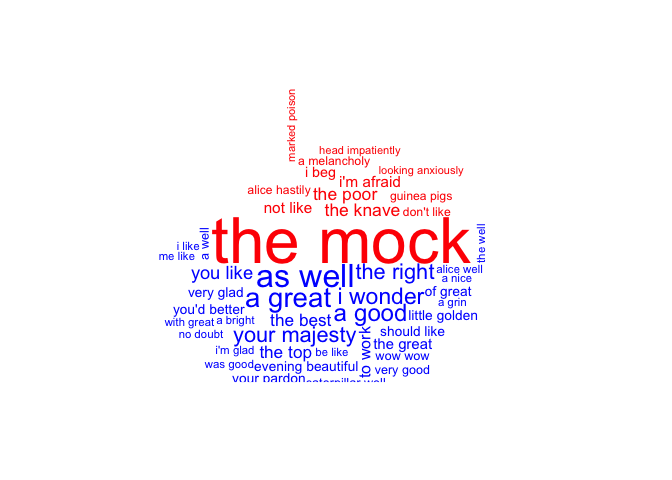 marked poison
head impatiently
a melancholy
i beg
looking anxiously
i'm afraid
alice hastily
the poor
guinea pigs
not like
the knave
don't like
the mock
a well
the well
i like
me like
you like
as well
the right
alice well
a nice
very glad
a great
i wonder
of great
a grin
you'd better
a good
little golden
with great
a bright
the best
no doubt
your majesty
to work
should like
the great
i'm glad
the top
be like
wow wow
was good
evening beautiful
very good
your pardon
caterpillar well